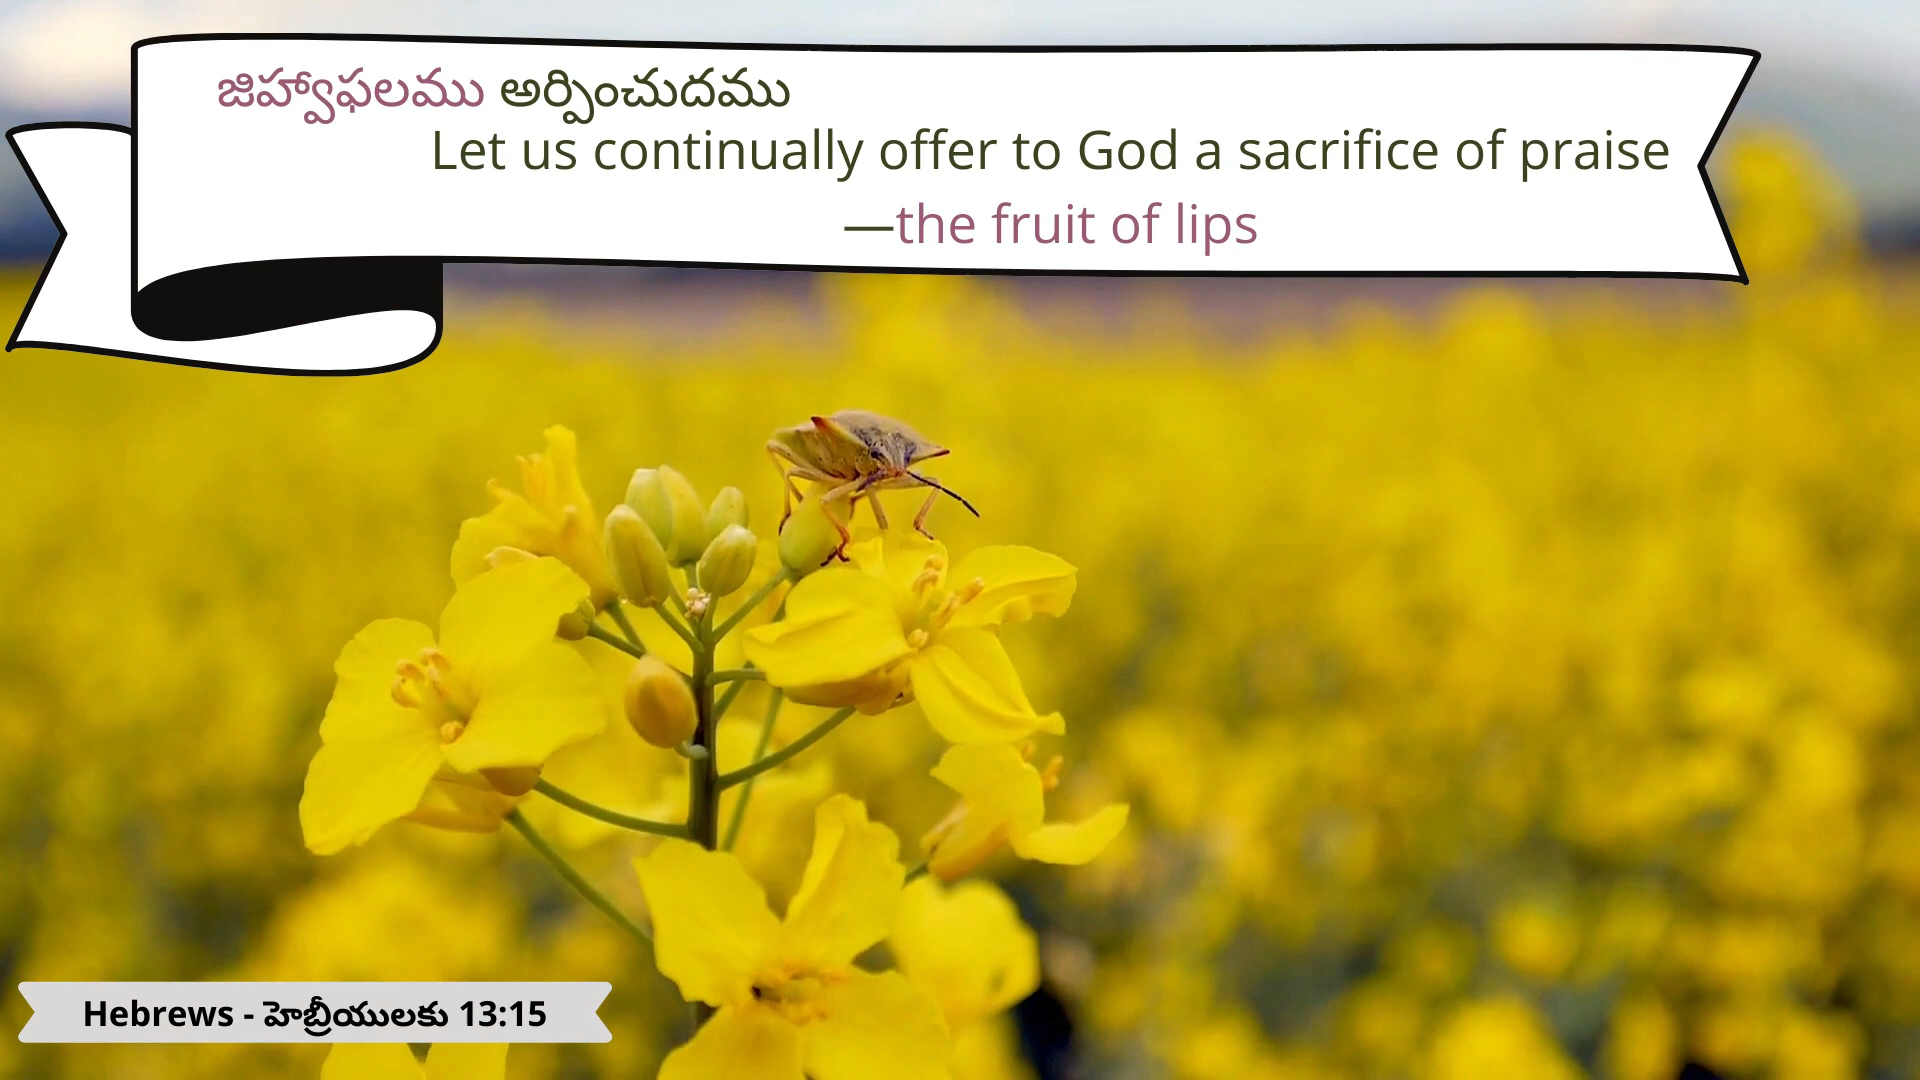 జిహ్వాఫలము అర్పించుదము
Let us continually offer to God a sacrifice of praise
—the fruit of lips
Hebrews - హెబ్రీయులకు 13:15